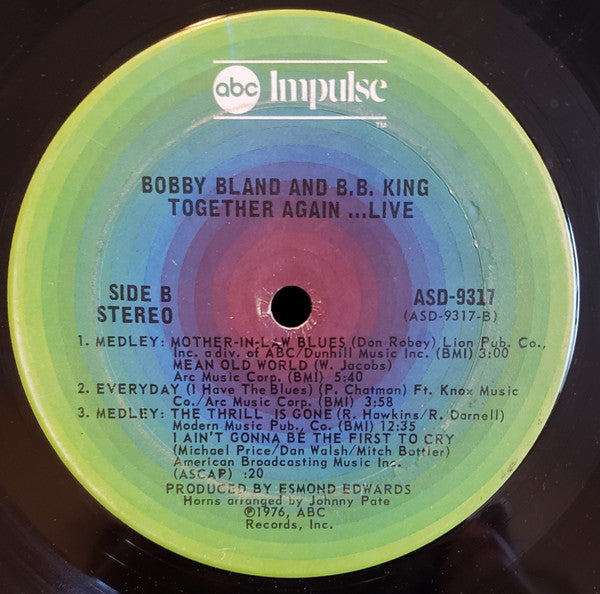 abc Impulse
TM
BOBBY BLAND AND B.B. KING
TOGETHER AGAIN ...LIVE
SIDE B
STEREO
ASD-9317
(ASD-9317-B)
1. MEDLEY: MOTHER-IN-LAW BLUES (Don Robey) Lion Pub. Co.,
Inc. a div. of ABC/Dunhill Music Inc. (BMI) 3:00
MEAN OLD WORLD (W. Jacobs)
Arc Music Corp. (BMI) 5:40
2. EVERYDAY (I Have The Blues) (P. Chatman) Ft. Knox Music
Co./Arc Music Corp. (BMI) 3:58
3. MEDLEY: THE THRILL IS GONE (R. Hawkins/R. Darnell)
Modern Music Pub., Co. (BMI) 12:35
I AIN'T GONNA BE THE FIRST TO CRY
(Michael Price/Dan Walsh/Mitch Bottler)
American Broadcasting Music Inc.
(ASCAP) :20
PRODUCED BY ESMOND EDWARDS
Horns arranged by Johnny Pate
℗1976, ABC
Records, Inc.